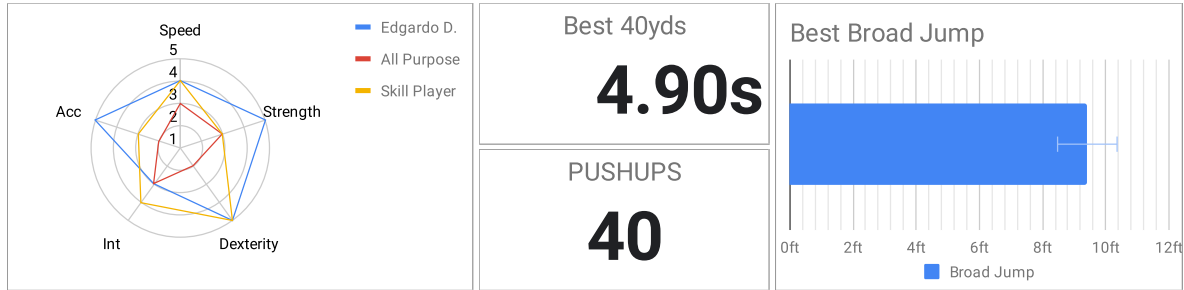 Speed
5
4
3
2
1
Acc
Strength
Int
Dexterity
Edgardo D.
All Purpose
Skill Player
Best 40yds
4.90s
PUSHUPS
40
Best Broad Jump
0ft 2ft 4ft 6ft 8ft 10ft 12ft
Broad Jump